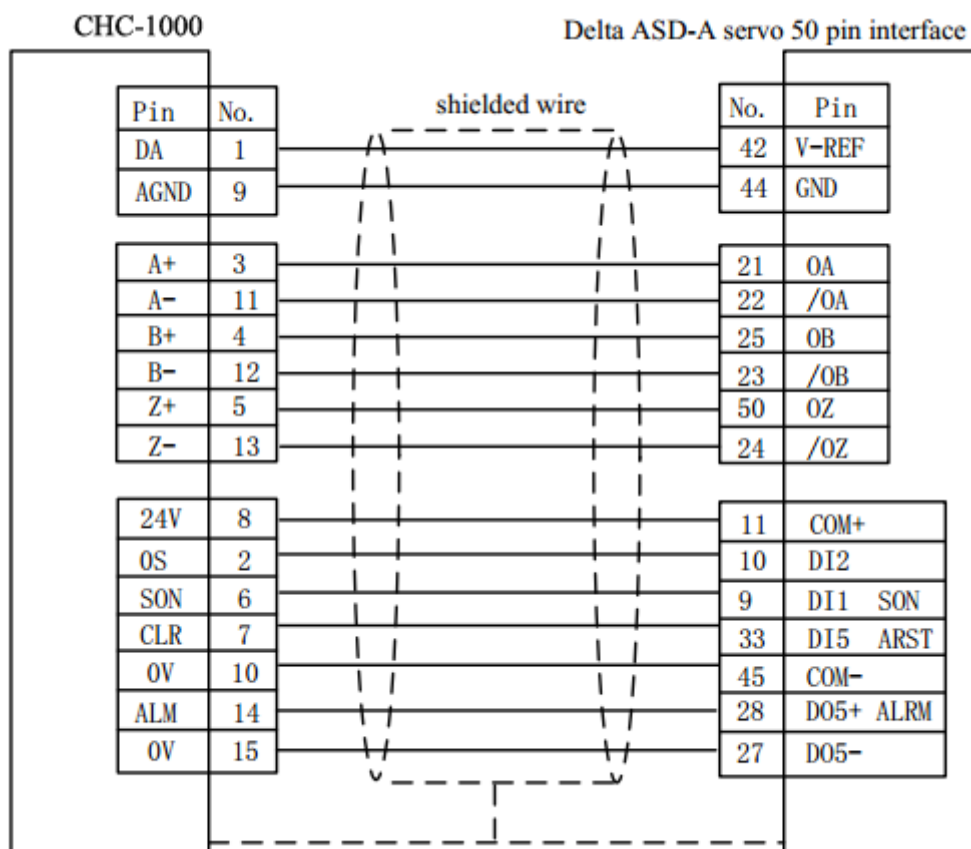 CHC-1000
Delta ASD-A servo 50 pin interface
shielded wire
Pin No.
DA 1
AGND 9
A+ 3
A- 11
B+ 4
B- 12
Z+ 5
Z- 13
24V 8
OS 2
SON 6
CLR 7
0V 10
ALM 14
0V 15
No. Pin
42 V-REF
44 GND
21 OA
22 /OA
25 OB
23 /OB
50 OZ
24 /OZ
11 COM+
10 DI2
9 DI1 SON
33 DI5 ARST
45 COM-
28 DO5+ ALRM
27 DO5-